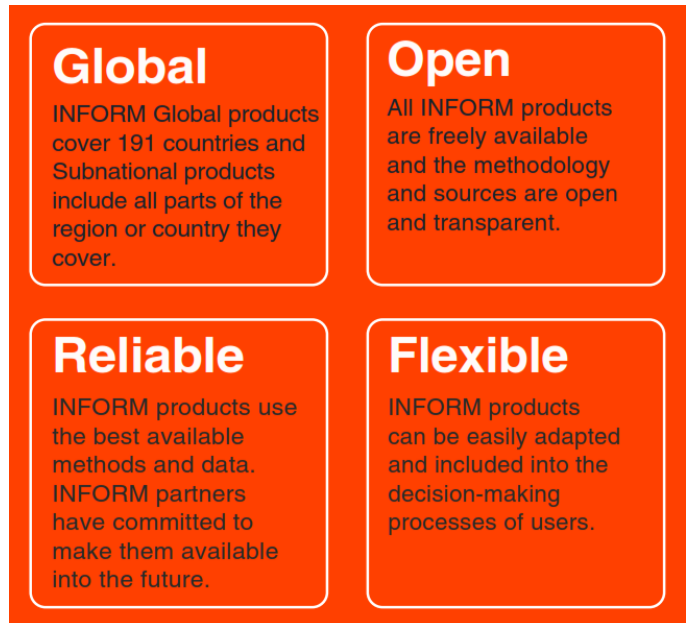 Global
INFORM Global products
cover 191 countries and
Subnational products
include all parts of the
region or country they
cover.
Open
All INFORM products
are freely available
and the methodology
and sources are open
and transparent.
Reliable
INFORM products use
the best available
methods and data.
INFORM partners
have committed to
make them available
into the future.
Flexible
INFORM products
can be easily adapted
and included into the
decision-making
processes of users.